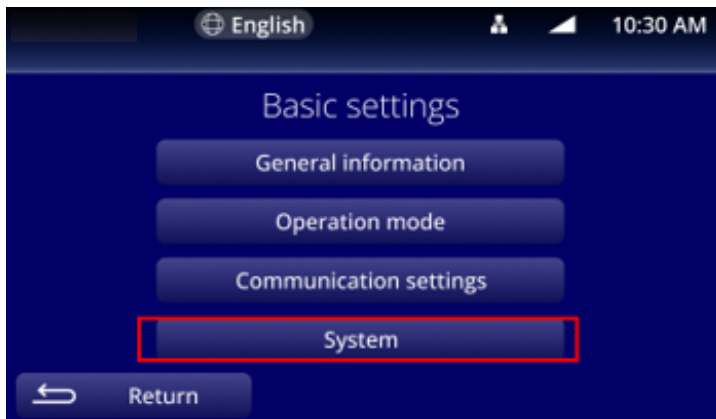 English 10:30 AM
Basic settings
General information
Operation mode
Communication settings
System
Return